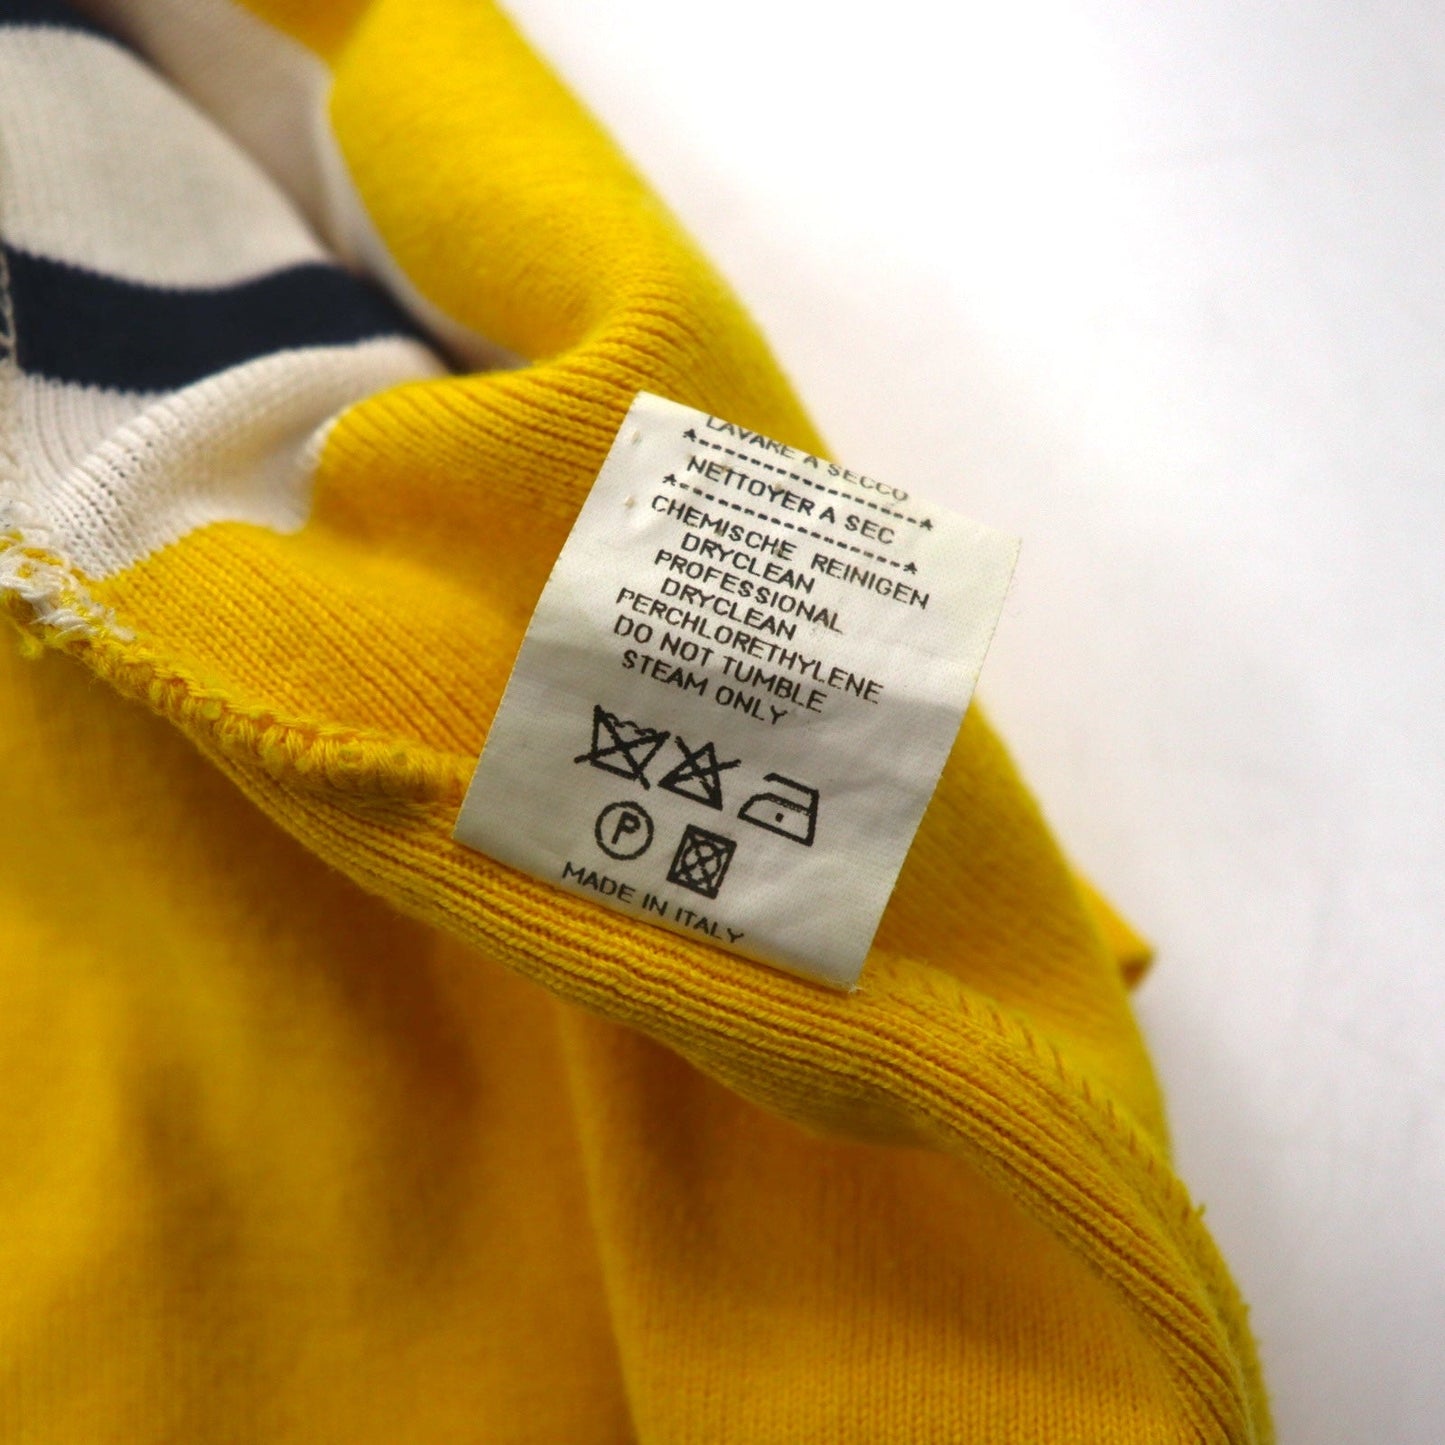 LAVARE A SECCO
*--------------------*
NETTOYER A SEC
*--------------------*
CHEMISCHE REINIGEN
DRYCLEAN
PROFESSIONAL
DRYCLEAN
PERCHLORETHYLENE
DO NOT TUMBLE
STEAM ONLY
P
MADE IN ITALY